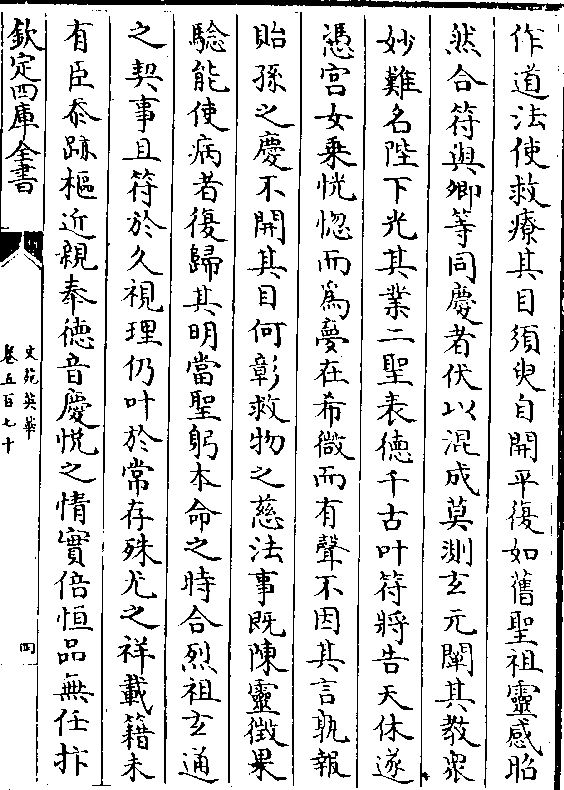 作道法使救療其目須臾自開平復如舊聖祖靈感昭
然合符與卿等同慶者伏以混成莫測玄元闡其教衆
妙難名陛下光其業二聖表德千古叶符將告天休遂
憑宫女乗恍惚而爲夢在希微而有聲不因其言孰報
貽孫之慶不開其目何彰救物之慈法事既陳靈徵果
驗能使病者復歸其明當聖躬本命之時合烈祖玄通
之契事且符於久視理仍叶於常存殊尤之祥載籍未
有臣忝跡樞近親奉德音慶悦之情實倍恒品無任抃
欽定四庫全書
文苑英華
卷五百七十
四